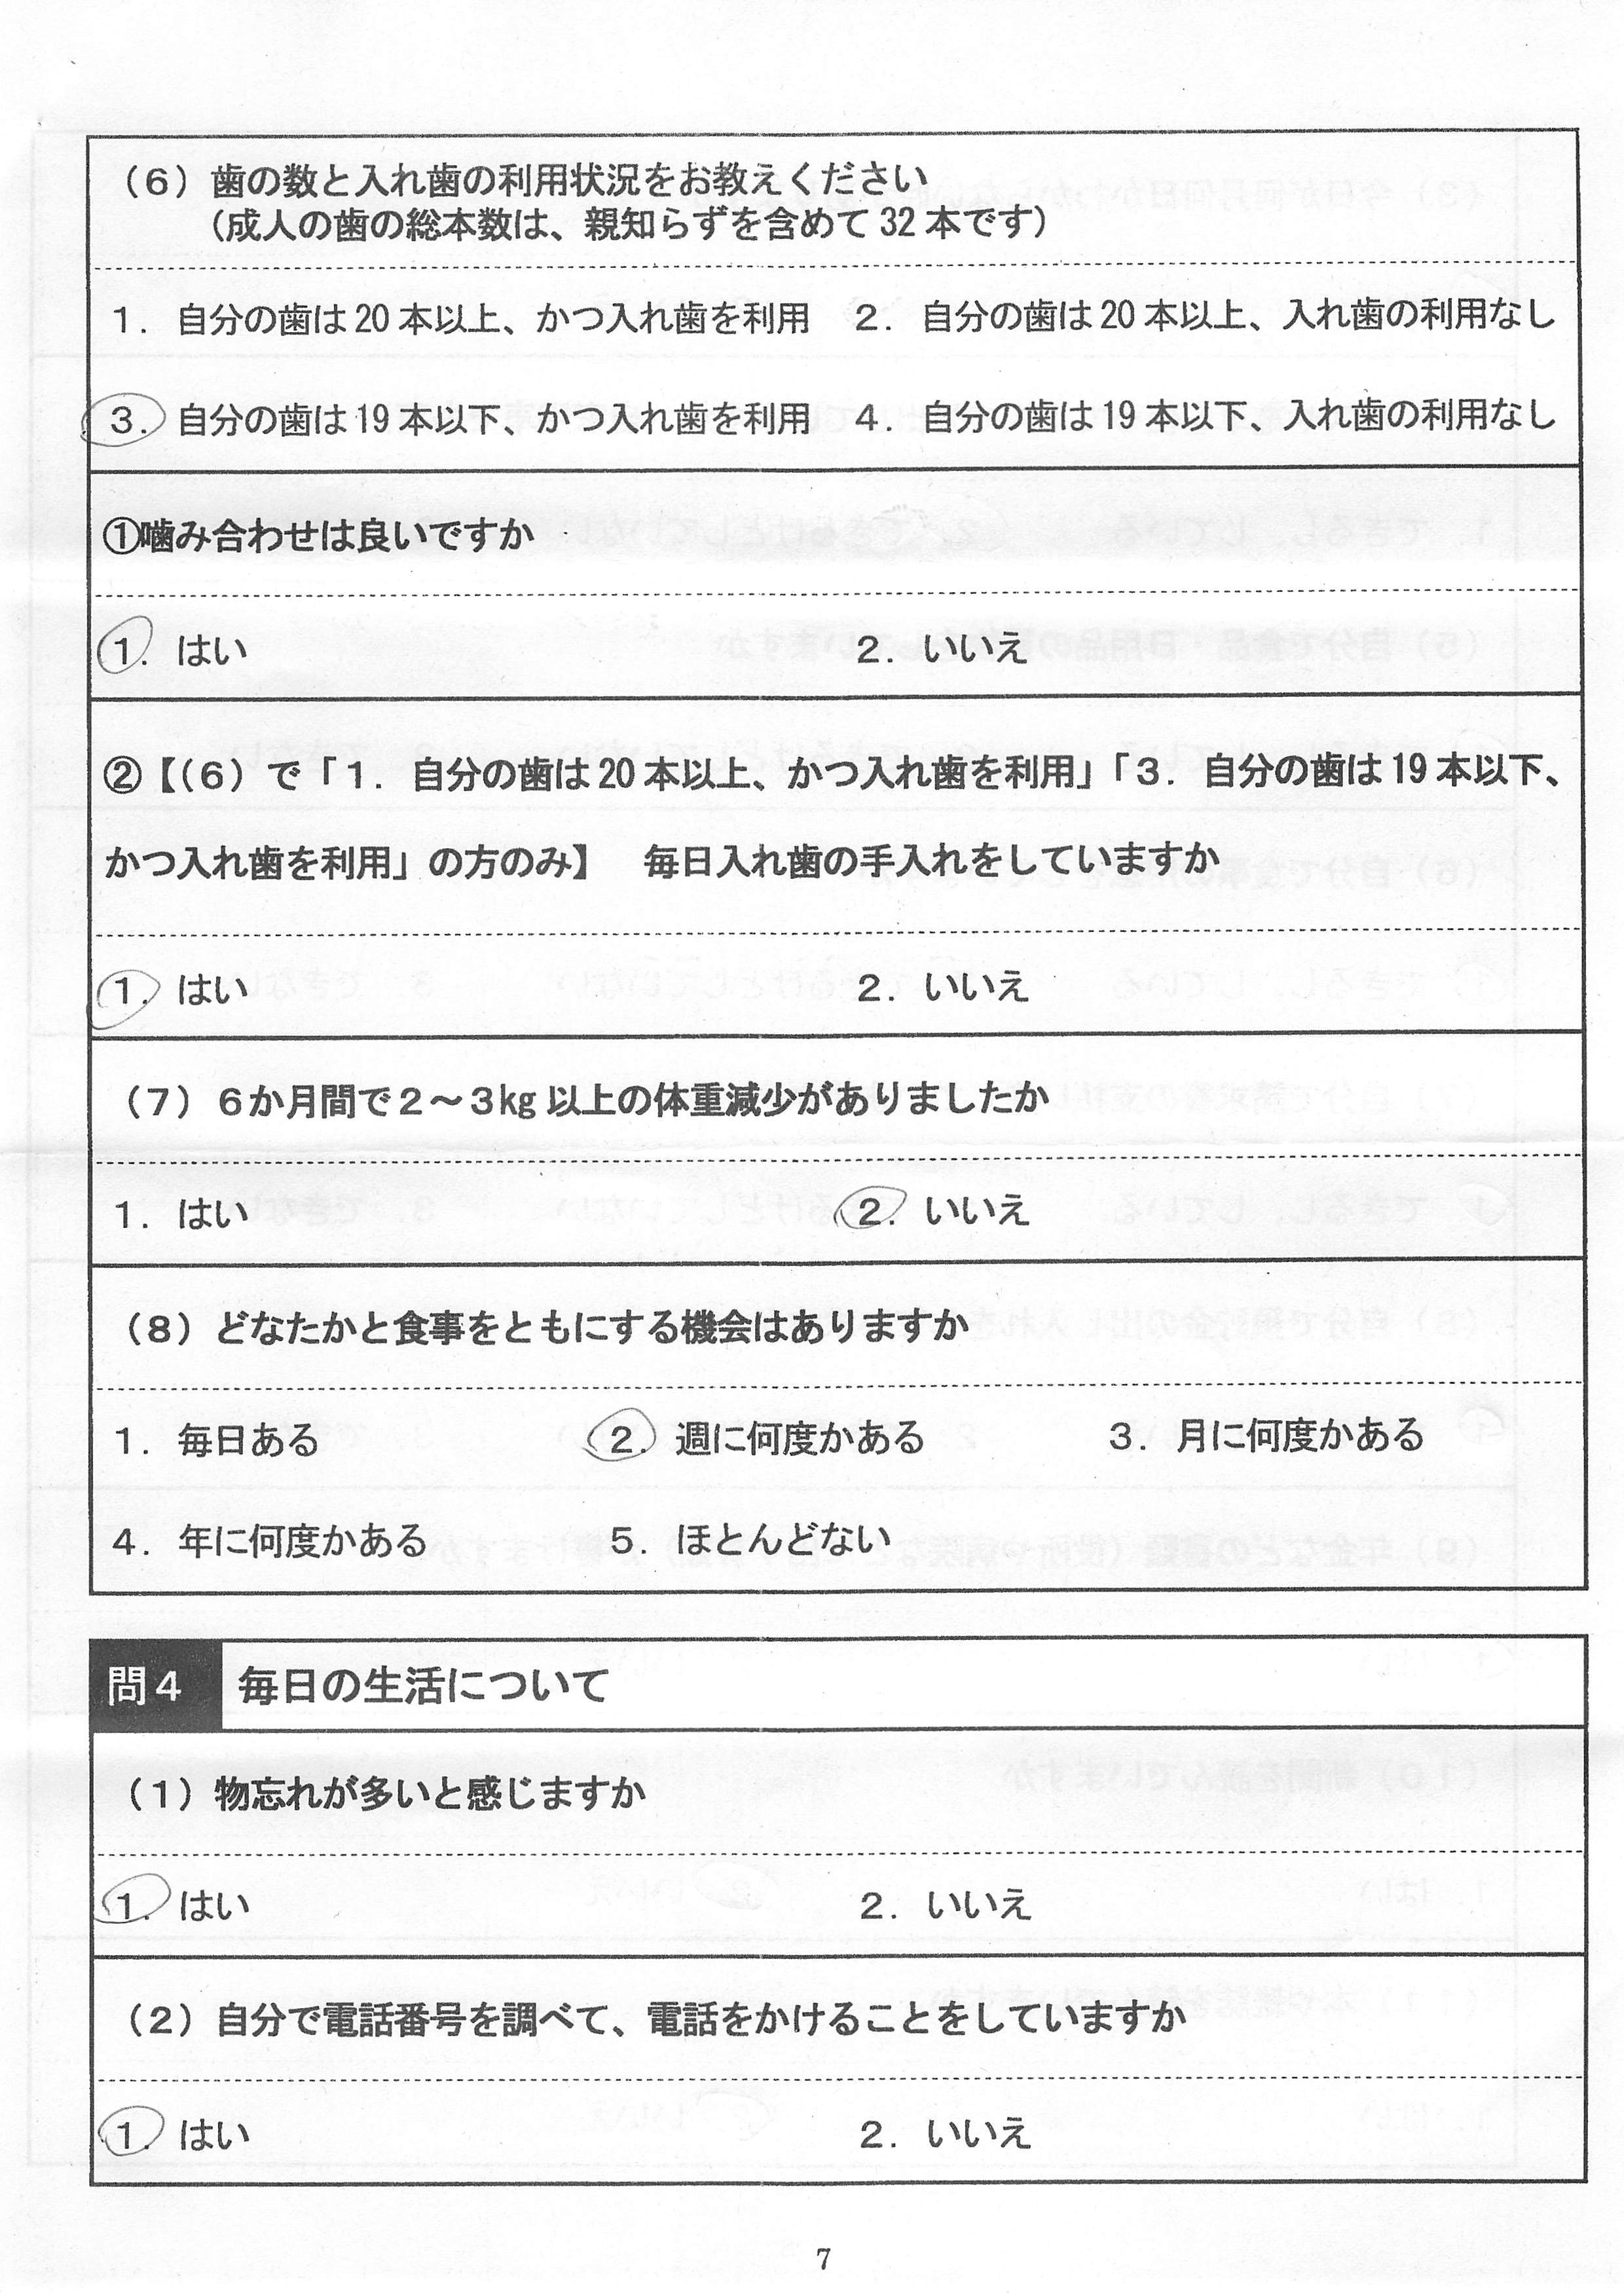 （６）歯の数と入れ歯の利用状況をお教えください
（成人の歯の総本数は、親知らずを含めて32本です）
１．自分の歯は20本以上、かつ入れ歯を利用　２．自分の歯は20本以上、入れ歯の利用なし
３．自分の歯は19本以下、かつ入れ歯を利用　４．自分の歯は19本以下、入れ歯の利用なし
①噛み合わせは良いですか
１．はい　２．いいえ
②【（６）で「１．自分の歯は20本以上、かつ入れ歯を利用」「３．自分の歯は19本以下、
かつ入れ歯を利用」の方のみ】　毎日入れ歯の手入れをしていますか
１．はい　２．いいえ
（７）６か月間で２～３㎏以上の体重減少がありましたか
１．はい　２．いいえ
（８）どなたかと食事をともにする機会はありますか
１．毎日ある　２．週に何度かある　３．月に何度かある
４．年に何度かある　５．ほとんどない
問４　毎日の生活について
（１）物忘れが多いと感じますか
１．はい　２．いいえ
（２）自分で電話番号を調べて、電話をかけることをしていますか
１．はい　２．いいえ
7